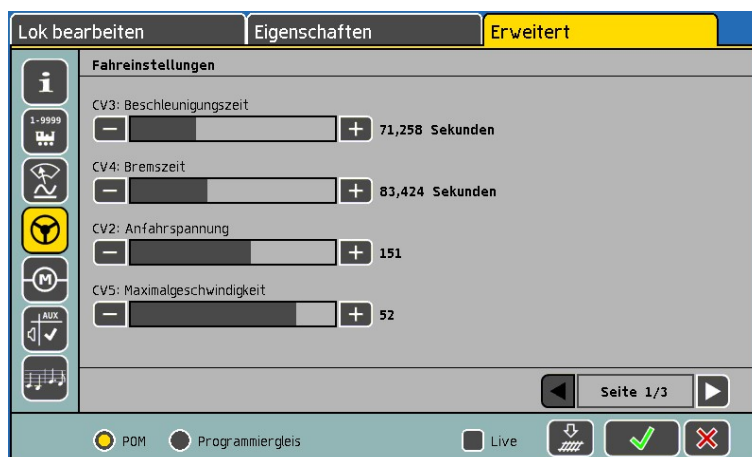 Lok bearbeiten
Eigenschaften
Erweitert
i
Fahreinstellungen
CV3: Beschleunigungszeit
71,258 Sekunden
1-9999
CV4: Bremszeit
83,424 Sekunden
CV2: Anfahrspannung
151
M
CV5: Maximalgeschwindigkeit
52
AUX
Seite 1/3
POM
Programmiergleis
Live